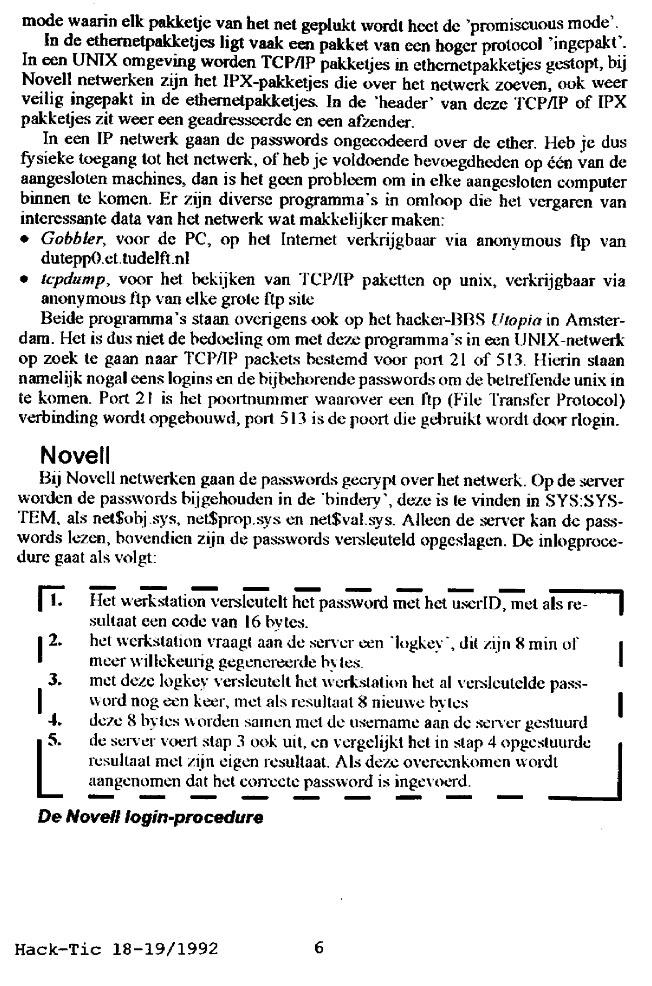 mode waarin elk pakketje van het net geplukt wordt heet de 'promiscuous mode'.
In de ethernetpakketjes ligt vaak een pakket van een hoger protocol 'ingepakt'.
In een UNIX omgeving worden TCP/IP pakketjes in ethernetpakketjes gestopt, bij
Novell netwerken zijn het IPX-pakketjes die over het netwerk zoeven, ook weer
veilig ingepakt in de ethernetpakketjes. In de 'header' van deze TCP/IP of IPX
pakketjes zit weer een geadresseerde en een afzender.
In een IP netwerk gaan de passwords ongecodeerd over de ether. Heb je dus
fysieke toegang tot het netwerk, of heb je voldoende bevoegdheden op één van de
aangesloten machines, dan is het geen probleem om in elke aangesloten computer
binnen te komen. Er zijn diverse programma's in omloop die het vergaren van
interessante data van het netwerk wat makkelijker maken:
• Gobbler, voor de PC, op het Internet verkrijgbaar via anonymous ftp van
dutepp0.et.tudelft.nl
• tcpdump, voor het bekijken van TCP/IP paketten op unix, verkrijgbaar via
anonymous ftp van elke grote ftp site
Beide programma's staan overigens ook op het hacker-BBS Utopia in Amster-
dam. Het is dus niet de bedoeling om met deze programma's in een UNIX-netwerk
op zoek te gaan naar TCP/IP packets bestemd voor port 21 of 513. Hierin staan
namelijk nogal eens logins en de bijbehorende passwords om de betreffende unix in
te komen. Port 21 is het poortnummer waarover een ftp (File Transfer Protocol)
verbinding wordt opgebouwd, port 513 is de poort die gebruikt wordt door rlogin.
Novell
Bij Novell netwerken gaan de passwords gecrypt over het netwerk. Op de server
worden de passwords bijgehouden in de 'bindery', deze is te vinden in SYS:SYS-
TEM, als net$obj.sys, net$prop.sys en net$val.sys. Alleen de server kan de pass-
words lezen, bovendien zijn de passwords versleuteld opgeslagen. De inlogproce-
dure gaat als volgt:
1. Het werkstation versleutelt het password met het userID, met als re-
sultaat een code van 16 bytes.
2. het werkstation vraagt aan de server een 'logkey', dit zijn 8 min of
meer willekeurig gegenereerde bytes.
3. met deze logkey versleutelt het werkstation het al versleutelde pass-
word nog een keer, met als resultaat 8 nieuwe bytes
4. deze 8 bytes worden samen met de username aan de server gestuurd
5. de server voert stap 3 ook uit, en vergelijkt het in stap 4 opgestuurde
resultaat met zijn eigen resultaat. Als deze overeenkomen wordt
aangenomen dat het correcte password is ingevoerd.
De Novell login-procedure
Hack-Tic 18-19/1992 6